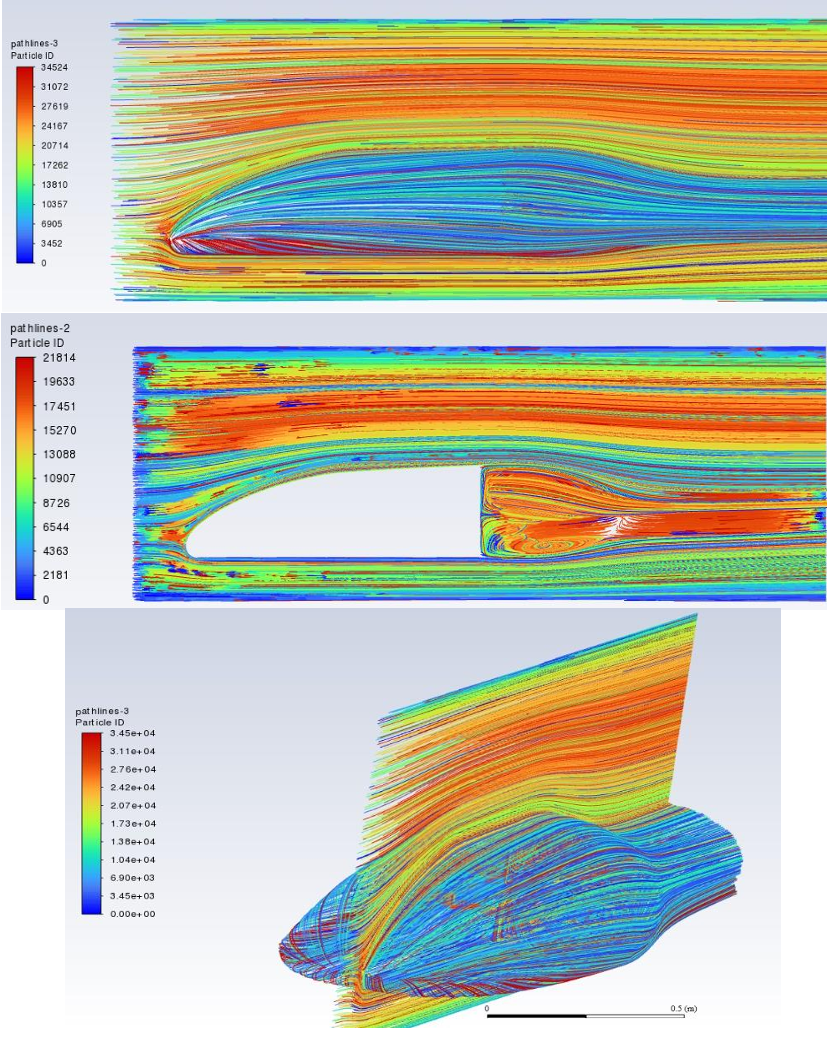 pathlines-3
Particle ID
34524
31072
27619
24167
20714
17262
13810
10357
6905
3452
0
pathlines-2
Particle ID
21814
19633
17451
15270
13088
10907
8726
6544
4363
2181
0
pathlines-3
Particle ID
3.45e+04
3.11e+04
2.76e+04
2.42e+04
2.07e+04
1.73e+04
1.38e+04
1.04e+04
6.90e+03
3.45e+03
0.00e+00
0 0.5 (m)